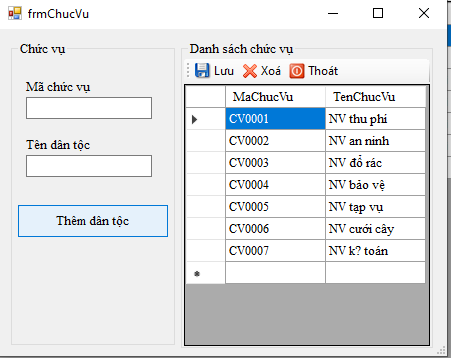 frmChucVu
Chức vụ
Mã chức vụ
Tên dân tộc
Thêm dân tộc
Danh sách chức vụ
Lưu Xoá Thoát
MaChucVu TenChucVu
CV0001 NV thu phí
CV0002 NV an ninh
CV0003 NV đổ rác
CV0004 NV bảo vệ
CV0005 NV tạp vụ
CV0006 NV cưới cây
CV0007 NV k? toán